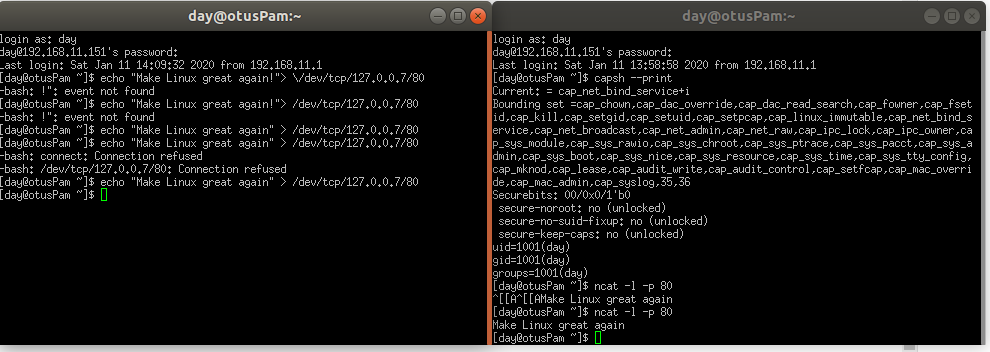 day@otusPam:~
login as: day
day@192.168.11.151's password:
Last login: Sat Jan 11 14:09:32 2020 from 192.168.11.1
[day@otusPam ~]$ echo "Make Linux great again!"> \/dev/tcp/127.0.0.7/80
-bash: !": event not found
[day@otusPam ~]$ echo "Make Linux great again!"> /dev/tcp/127.0.0.7/80
-bash: !": event not found
[day@otusPam ~]$ echo "Make Linux great again" > /dev/tcp/127.0.0.7/80
[day@otusPam ~]$ echo "Make Linux great again" > /dev/tcp/127.0.0.7/80
-bash: connect: Connection refused
-bash: /dev/tcp/127.0.0.7/80: Connection refused
[day@otusPam ~]$ echo "Make Linux great again" > /dev/tcp/127.0.0.7/80
[day@otusPam ~]$
day@otusPam:~
login as: day
day@192.168.11.151's password:
Last login: Sat Jan 11 13:58:58 2020 from 192.168.11.1
[day@otusPam ~]$ capsh --print
Current: = cap_net_bind_service+i
Bounding set =cap_chown,cap_dac_override,cap_dac_read_search,cap_fowner,cap_fset
id,cap_kill,cap_setgid,cap_setuid,cap_setpcap,cap_linux_immutable,cap_net_bind_s
ervice,cap_net_broadcast,cap_net_admin,cap_net_raw,cap_ipc_lock,cap_ipc_owner,ca
p_sys_module,cap_sys_rawio,cap_sys_chroot,cap_sys_ptrace,cap_sys_pacct,cap_sys_a
dmin,cap_sys_boot,cap_sys_nice,cap_sys_resource,cap_sys_time,cap_sys_tty_config,
cap_mknod,cap_lease,cap_audit_write,cap_audit_control,cap_setfcap,cap_mac_overri
de,cap_mac_admin,cap_syslog,35,36
Securebits: 00/0x0/1'b0
 secure-noroot: no (unlocked)
 secure-no-suid-fixup: no (unlocked)
 secure-keep-caps: no (unlocked)
uid=1001(day)
gid=1001(day)
groups=1001(day)
[day@otusPam ~]$ ncat -l -p 80
^[[A^[[AMake Linux great again
[day@otusPam ~]$ ncat -l -p 80
Make Linux great again
[day@otusPam ~]$